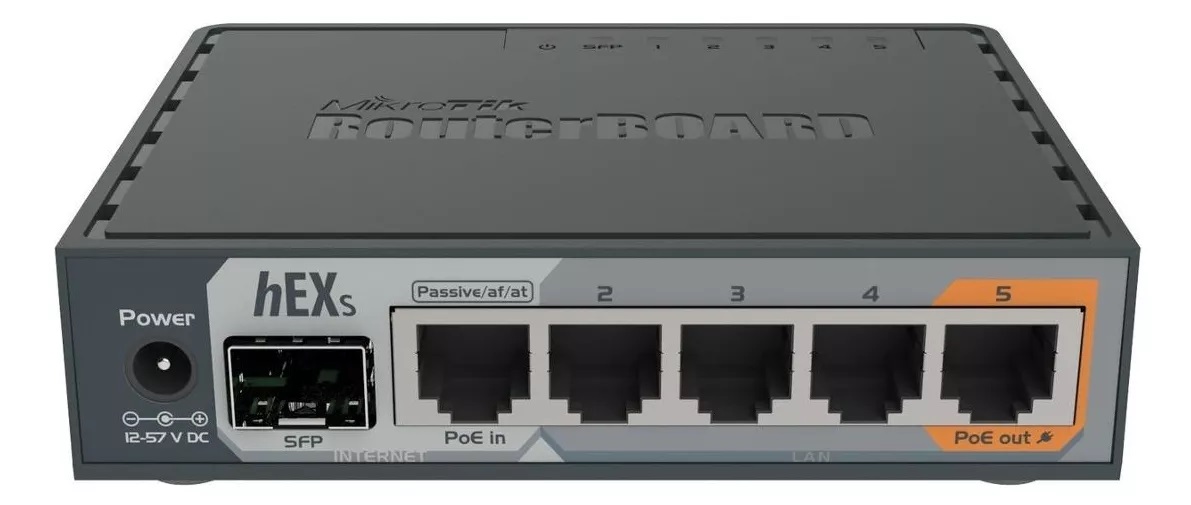 SFP 1 2 3 4 5
MikroTik
RouterBOARD
hEX S
Passive/af/at 2 3 4 5
Power
12-57 V DC
SFP
PoE in
PoE out
INTERNET
LAN